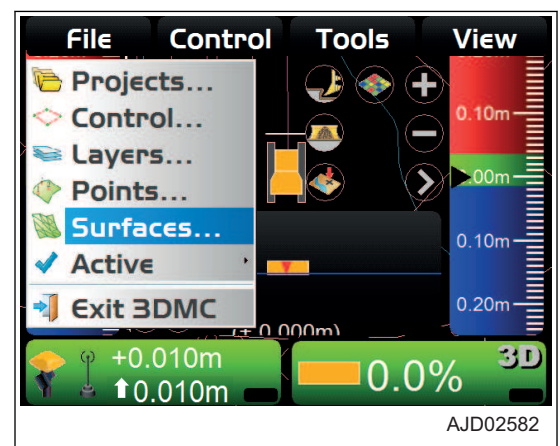 File Control Tools View
Projects...
Control...
Layers...
Points...
Surfaces...
Active
Exit 3DMC
0.10m
.00m
0.10m
0.20m
(± 0.000m)
+0.010m
0.010m
0.0%
3D
AJD02582